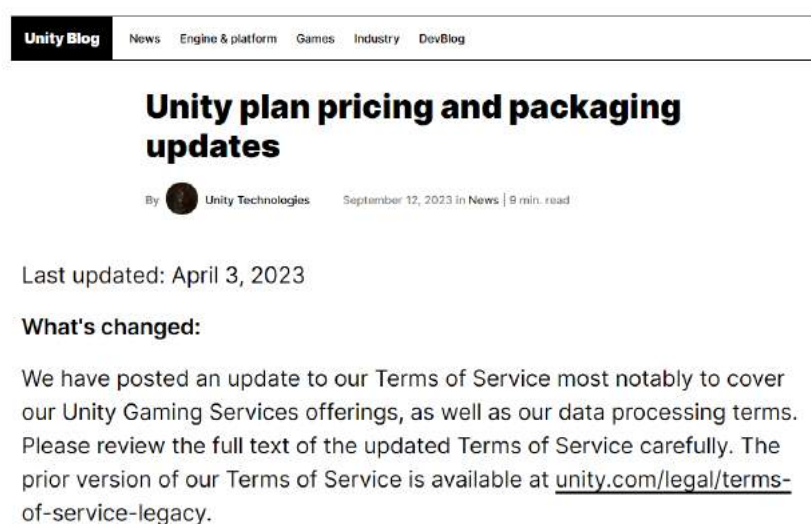 Unity Blog News Engine & platform Games Industry DevBlog
Unity plan pricing and packaging
updates
By Unity Technologies September 12, 2023 in News | 9 min. read
Last updated: April 3, 2023
What's changed:
We have posted an update to our Terms of Service most notably to cover
our Unity Gaming Services offerings, as well as our data processing terms.
Please review the full text of the updated Terms of Service carefully. The
prior version of our Terms of Service is available at unity.com/legal/terms-
of-service-legacy.